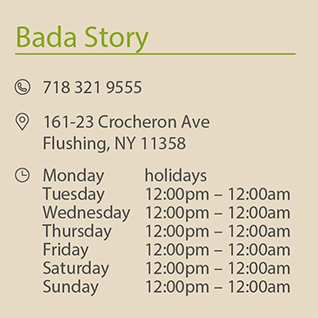 Bada Story
718 321 9555
161-23 Crocheron Ave
Flushing, NY 11358
Monday holidays
Tuesday 12:00pm – 12:00am
Wednesday 12:00pm – 12:00am
Thursday 12:00pm – 12:00am
Friday 12:00pm – 12:00am
Saturday 12:00pm – 12:00am
Sunday 12:00pm – 12:00am